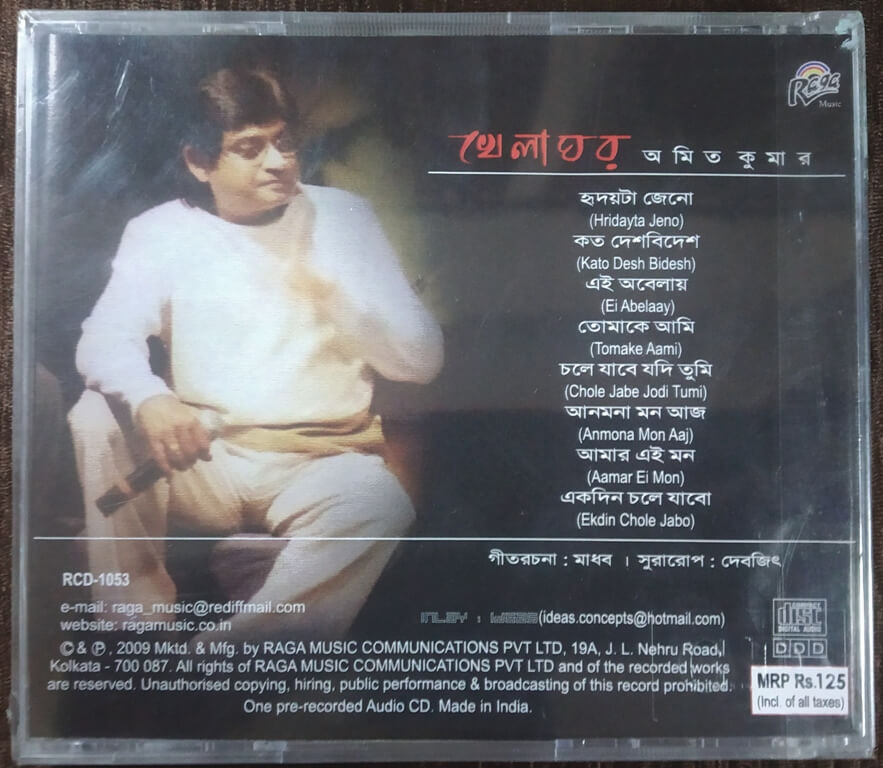 Raga
Music
খেলাঘর অমিত কুমার
হৃদয়টা জেনো
(Hridayta Jeno)
কত দেশবিদেশ
(Kato Desh Bidesh)
এই অবেলায়
(Ei Abelaay)
তোমাকে আমি
(Tomake Aami)
চলে যাবে যদি তুমি
(Chole Jabe Jodi Tumi)
আনমনা মন আজ
(Anmona Mon Aaj)
আমার এই মন
(Aamar Ei Mon)
একদিন চলে যাবো
(Ekdin Chole Jabo)
গীতরচনা : মাধব । সুরারোপ : দেবজিৎ
RCD-1053
e-mail: raga_music@rediffmail.com
website: ragamusic.co.in
INLAY : IDEAS (ideas.concepts@hotmail.com)
COMPACT
disc
DIGITAL AUDIO
DDD
© & ℗, 2009 Mktd. & Mfg. by RAGA MUSIC COMMUNICATIONS PVT LTD, 19A, J. L. Nehru Road,
Kolkata - 700 087. All rights of RAGA MUSIC COMMUNICATIONS PVT LTD and of the recorded works
are reserved. Unauthorised copying, hiring, public performance & broadcasting of this record prohibited.
One pre-recorded Audio CD. Made in India.
MRP Rs.125
(Incl. of all taxes)